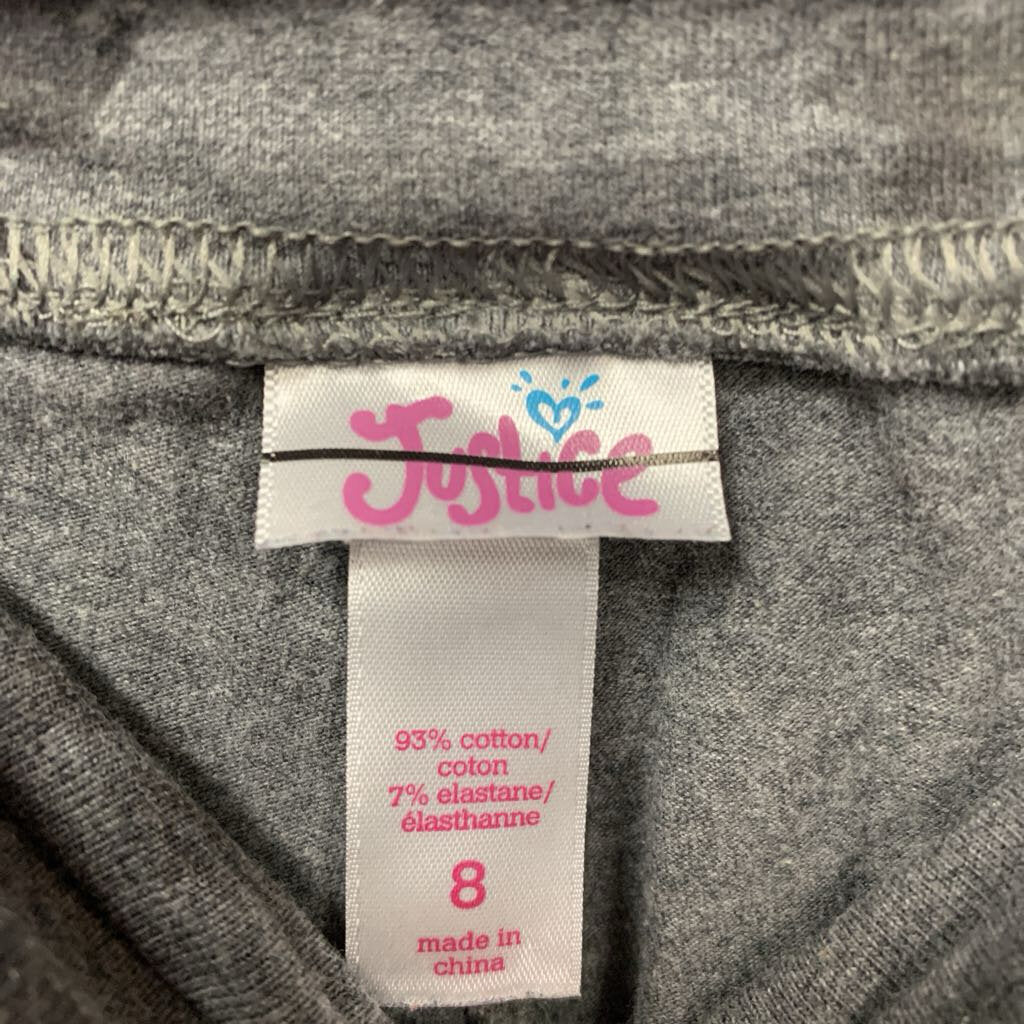 Justice
93% cotton/
coton
7% elastane/
élasthanne
8
made in
china